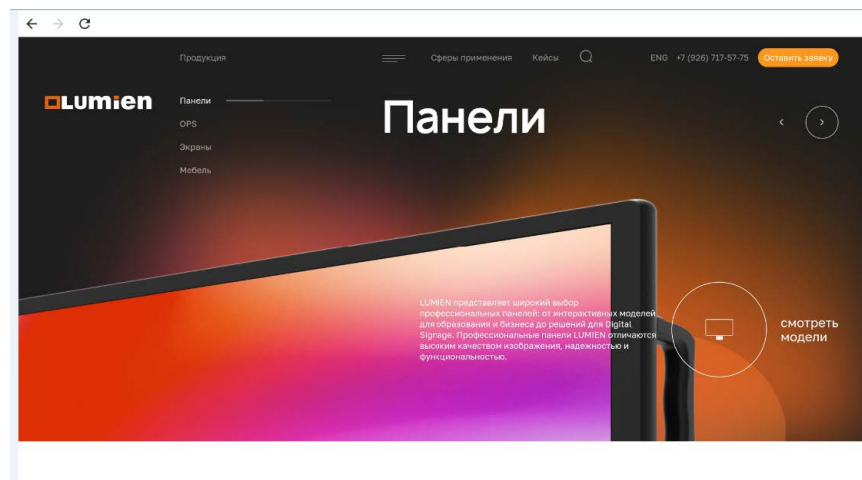 Продукция
Сферы применения
Кейсы
ENG
+7 (926) 717-57-75
Оставить заявку
Lumien
Панели
OPS
Экраны
Мебель
Панели
LUMIEN представляет широкий выбор
профессиональных панелей: от интерактивных моделей
для образования и бизнеса до решений для Digital
Signage. Профессиональные панели LUMIEN отличаются
высоким качеством изображения, надежностью и
функциональностью.
смотреть
модели